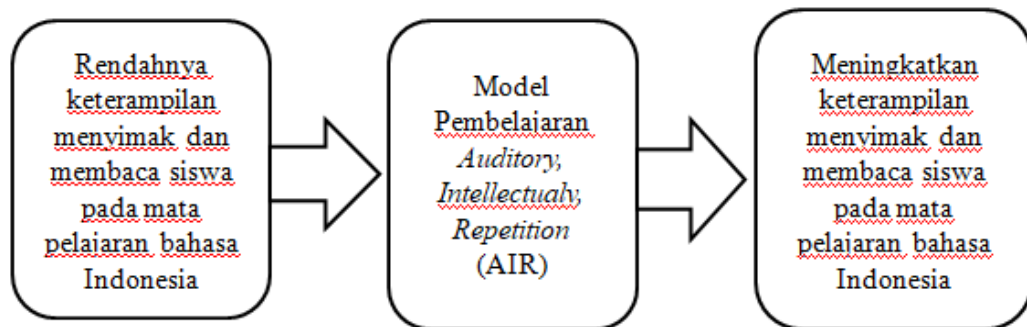 Rendahnya
keterampilan
menyimak dan
membaca siswa
pada mata
pelajaran bahasa
Indonesia
Model
Pembelajaran
Auditory,
Intellectualy,
Repetition
(AIR)
Meningkatkan
keterampilan
menyimak dan
membaca siswa
pada mata
pelajaran bahasa
Indonesia